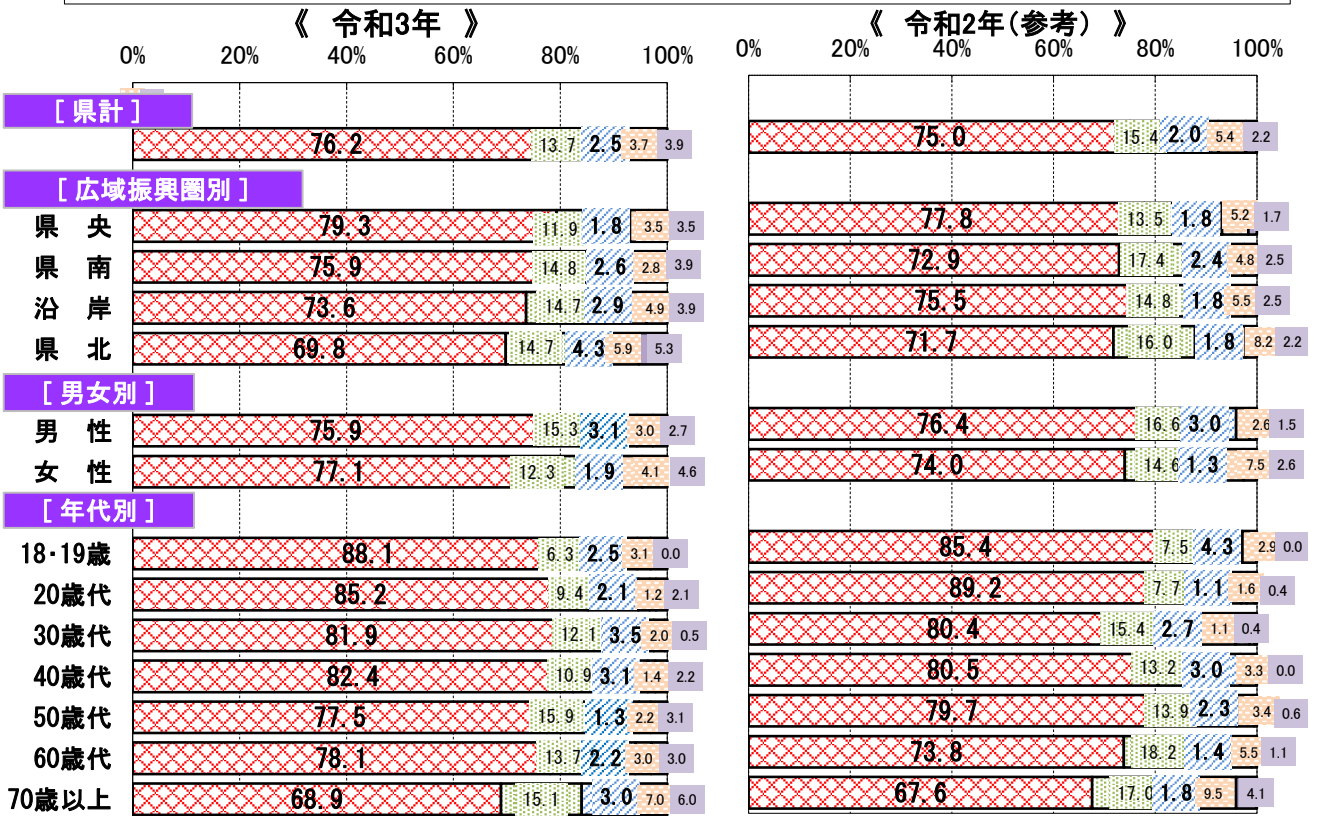 《 令和3年 》 《 令和2年(参考) 》
0% 20% 40% 60% 80% 100% 0% 20% 40% 60% 80% 100%
[ 県計 ]
76.2 13.7 2.5 3.7 3.9 75.0 15.4 2.0 5.4 2.2
[ 広域振興圏別 ]
県 央 79.3 11.9 1.8 3.5 3.5 77.8 13.5 1.8 5.2 1.7
県 南 75.9 14.8 2.6 2.8 3.9 72.9 17.4 2.4 4.8 2.5
沿 岸 73.6 14.7 2.9 4.9 3.9 75.5 14.8 1.8 5.5 2.5
県 北 69.8 14.7 4.3 5.9 5.3 71.7 16.0 1.8 8.2 2.2
[ 男女別 ]
男 性 75.9 15.3 3.1 3.0 2.7 76.4 16.6 3.0 2.6 1.5
女 性 77.1 12.3 1.9 4.1 4.6 74.0 14.6 1.3 7.5 2.6
[ 年代別 ]
18・19歳 88.1 6.3 2.5 3.1 0.0 85.4 7.5 4.3 2.9 0.0
20歳代 85.2 9.4 2.1 1.2 2.1 89.2 7.7 1.1 1.6 0.4
30歳代 81.9 12.1 3.5 2.0 0.5 80.4 15.4 2.7 1.1 0.4
40歳代 82.4 10.9 3.1 1.4 2.2 80.5 13.2 3.0 3.3 0.0
50歳代 77.5 15.9 1.3 2.2 3.1 79.7 13.9 2.3 3.4 0.6
60歳代 78.1 13.7 2.2 3.0 3.0 73.8 18.2 1.4 5.5 1.1
70歳以上 68.9 15.1 3.0 7.0 6.0 67.6 17.0 1.8 9.5 4.1